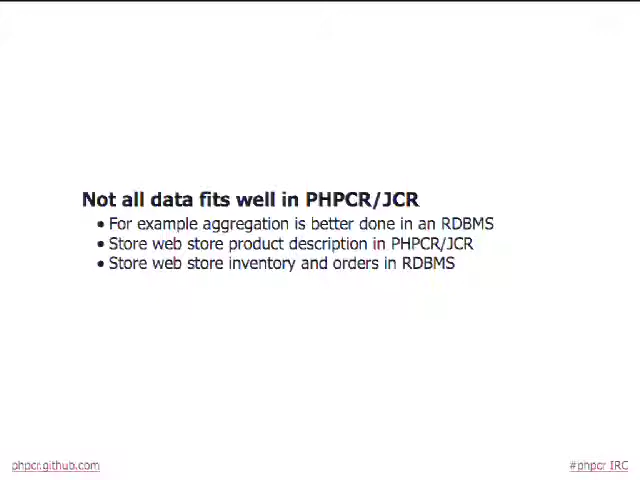 Not all data fits well in PHPCR/JCR
• For example aggregation is better done in an RDBMS
• Store web store product description in PHPCR/JCR
• Store web store inventory and orders in RDBMS
phpcr.github.com
#phpcr IRC